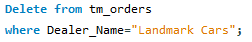 Delete from tm_orders
where Dealer_Name="Landmark Cars";